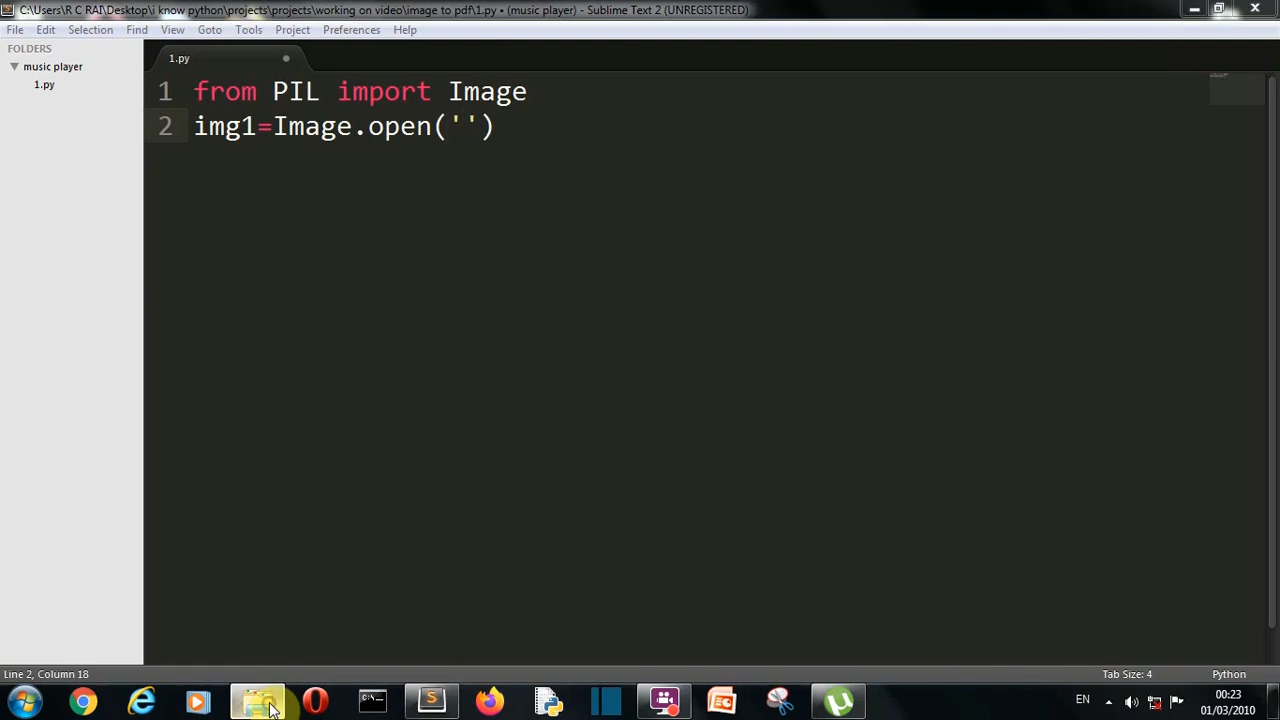 C:\Users\R C RAI\Desktop\i know python\projects\projects\working on video\image to pdf\1.py • (music player) - Sublime Text 2 (UNREGISTERED)
File Edit Selection Find View Goto Tools Project Preferences Help
FOLDERS
music player
1.py
1.py
1 from PIL import Image
2 img1=Image.open('')
Line 2, Column 18
Tab Size: 4 Python
EN
00:23
01/03/2010